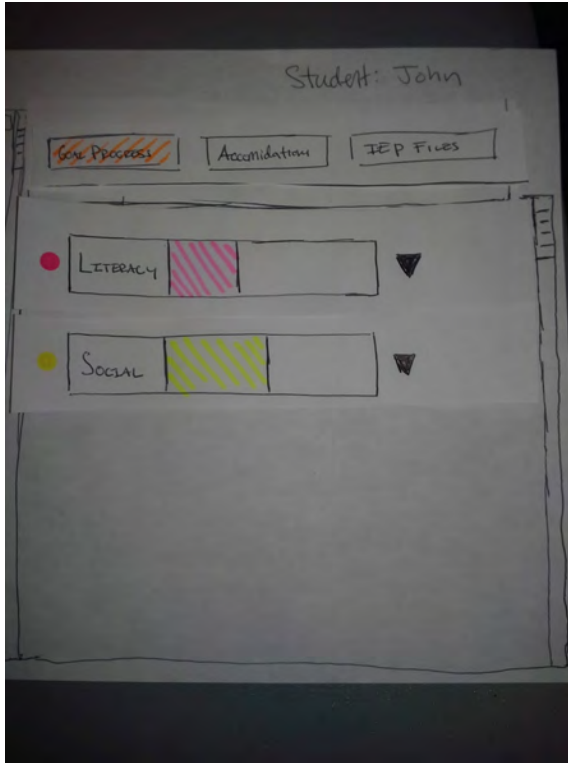 Student: John
Goal Progress Accomidation IEP Files
Literacy
Social